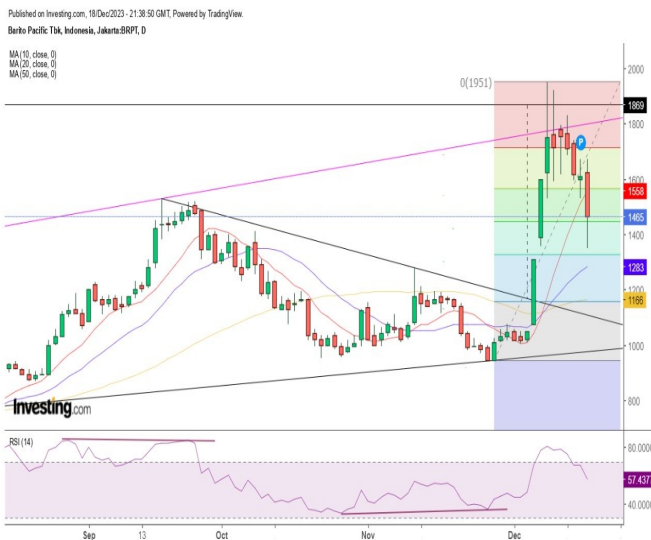 Published on Investing.com, 18/Dec/2023 - 21:38:50 GMT, Powered by TradingView.
Barito Pacific Tbk, Indonesia, Jakarta:BRPT, D
MA (10, close, 0)
MA (20, close, 0)
MA (50, close, 0)
0(1951)
2000
1869
1800
P
1600
1558
1465
1400
1283
1200
1166
1000
800
Investing.com
RSI (14)
80.0000
57.4377
40.0000
Sep 13 Oct Nov Dec